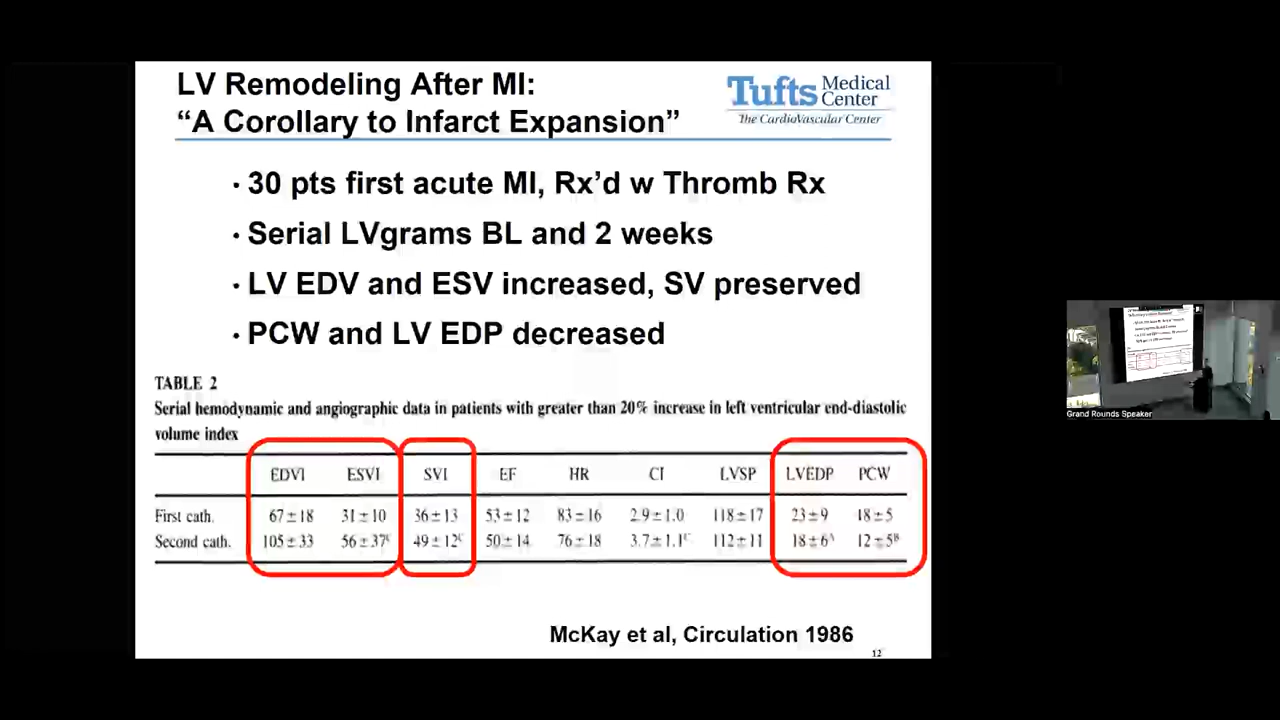 LV Remodeling After MI:
“A Corollary to Infarct Expansion”
Tufts Medical Center
The CardioVascular Center
· 30 pts first acute MI, Rx’d w Thromb Rx
· Serial LVgrams BL and 2 weeks
· LV EDV and ESV increased, SV preserved
· PCW and LV EDP decreased
TABLE 2
Serial hemodynamic and angiographic data in patients with greater than 20% increase in left ventricular end-diastolic
volume index
EDVI ESVI SVI EF HR CI LVSP LVEDP PCW
First cath. 67±18 31±10 36±13 53±12 83±16 2.9±1.0 118±17 23±9 18±5
Second cath. 105±33 56±37ᶜ 49±12ᶜ 50±14 76±18 3.7±1.1ᶜ 112±11 18±6ᴬ 12±5ᴮ
McKay et al, Circulation 1986
12
Grand Rounds Speaker